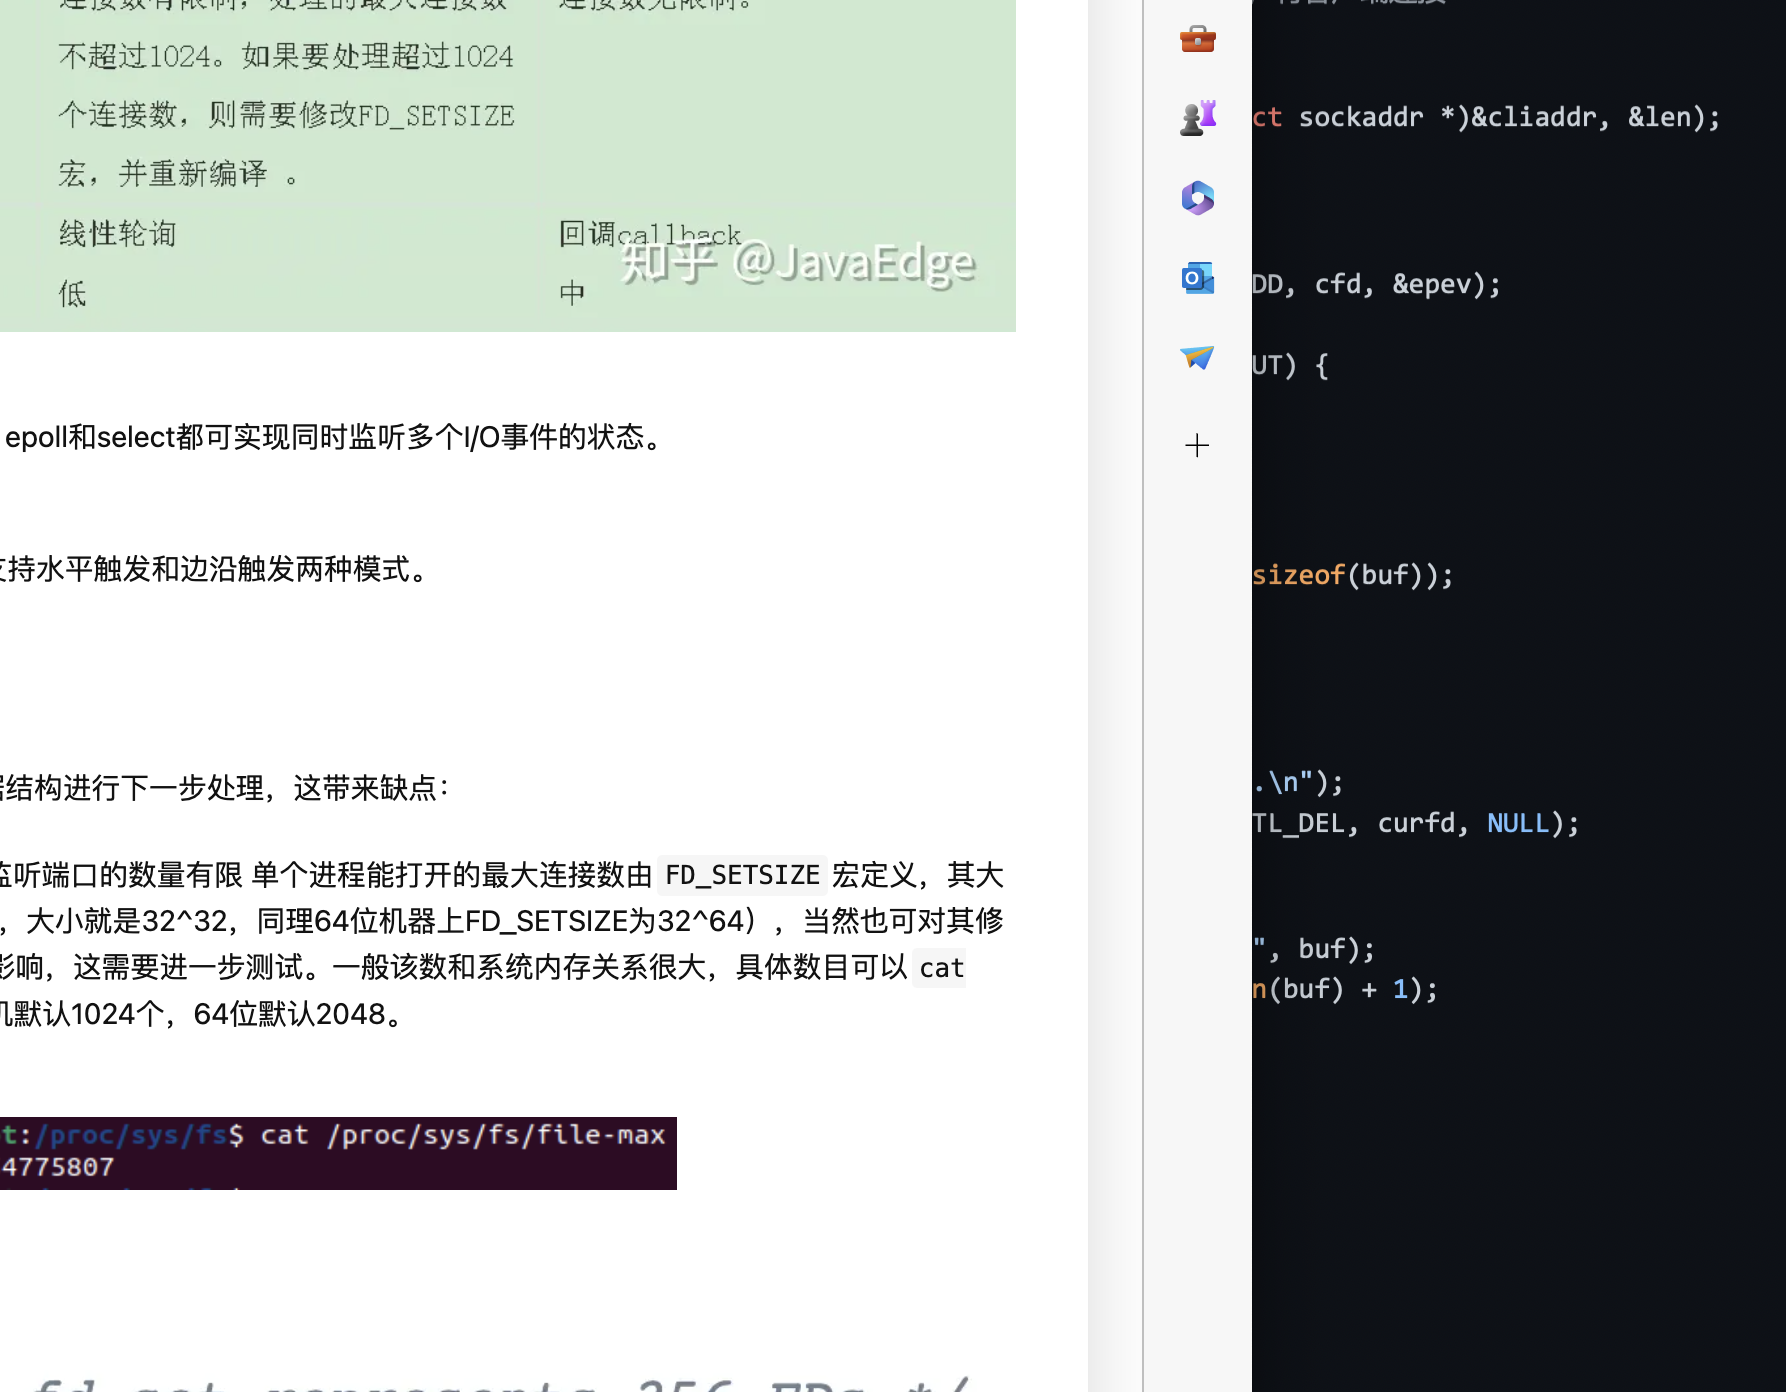 不超过1024。如果要处理超过1024
个连接数，则需要修改FD_SETSIZE
宏，并重新编译 。
线性轮询
回调callback
低
中
知乎 @JavaEdge
epoll和select都可实现同时监听多个I/O事件的状态。
持水平触发和边沿触发两种模式。
结构进行下一步处理，这带来缺点：
监听端口的数量有限 单个进程能打开的最大连接数由 FD_SETSIZE 宏定义，其大
，大小就是32^32，同理64位机器上FD_SETSIZE为32^64），当然也可对其修
影响，这需要进一步测试。一般该数和系统内存关系很大，具体数目可以 cat
机默认1024个，64位默认2048。
t:/proc/sys/fs$ cat /proc/sys/fs/file-max
4775807
fd_set represents 256 FDs */
ct sockaddr *)&cliaddr, &len);
DD, cfd, &epev);
UT) {
sizeof(buf));
.\n");
TL_DEL, curfd, NULL);
", buf);
n(buf) + 1);